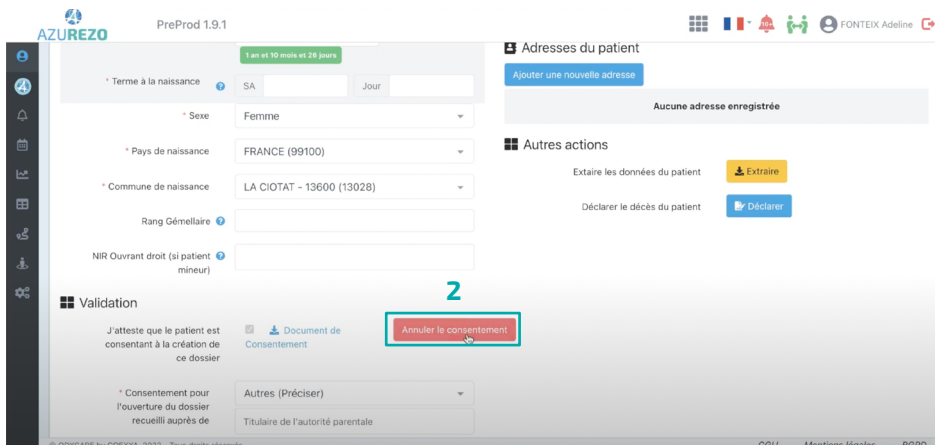 AZUREZO
PreProd 1.9.1
10+
FONTEIX Adeline
1 an et 10 mois et 26 jours
* Terme à la naissance
SA
Jour
* Sexe
Femme
* Pays de naissance
FRANCE (99100)
* Commune de naissance
LA CIOTAT - 13600 (13028)
Rang Gémellaire
NIR Ouvrant droit (si patient
mineur)
Validation
2
J'atteste que le patient est
consentant à la création de
ce dossier
Document de
Consentement
Annuler le consentement
* Consentement pour
l'ouverture du dossier
recueilli auprès de
Autres (Préciser)
Titulaire de l'autorité parentale
Adresses du patient
Ajouter une nouvelle adresse
Aucune adresse enregistrée
Autres actions
Extaire les données du patient
Extraire
Déclarer le décès du patient
Déclarer
CGU
Mentions légales
RGPD